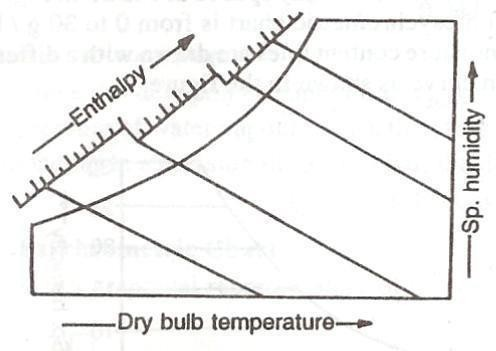 Enthalpy
Sp. humidity
Dry bulb temperature